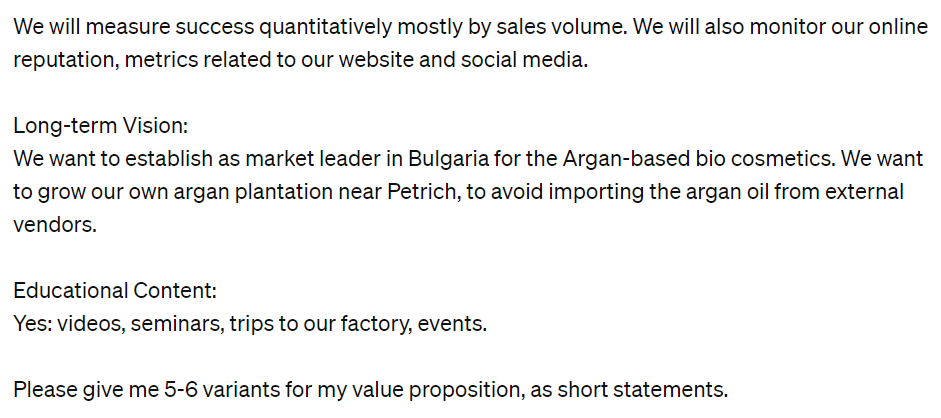 We will measure success quantitatively mostly by sales volume. We will also monitor our online
reputation, metrics related to our website and social media.
Long-term Vision:
We want to establish as market leader in Bulgaria for the Argan-based bio cosmetics. We want
to grow our own argan plantation near Petrich, to avoid importing the argan oil from external
vendors.
Educational Content:
Yes: videos, seminars, trips to our factory, events.
Please give me 5-6 variants for my value proposition, as short statements.